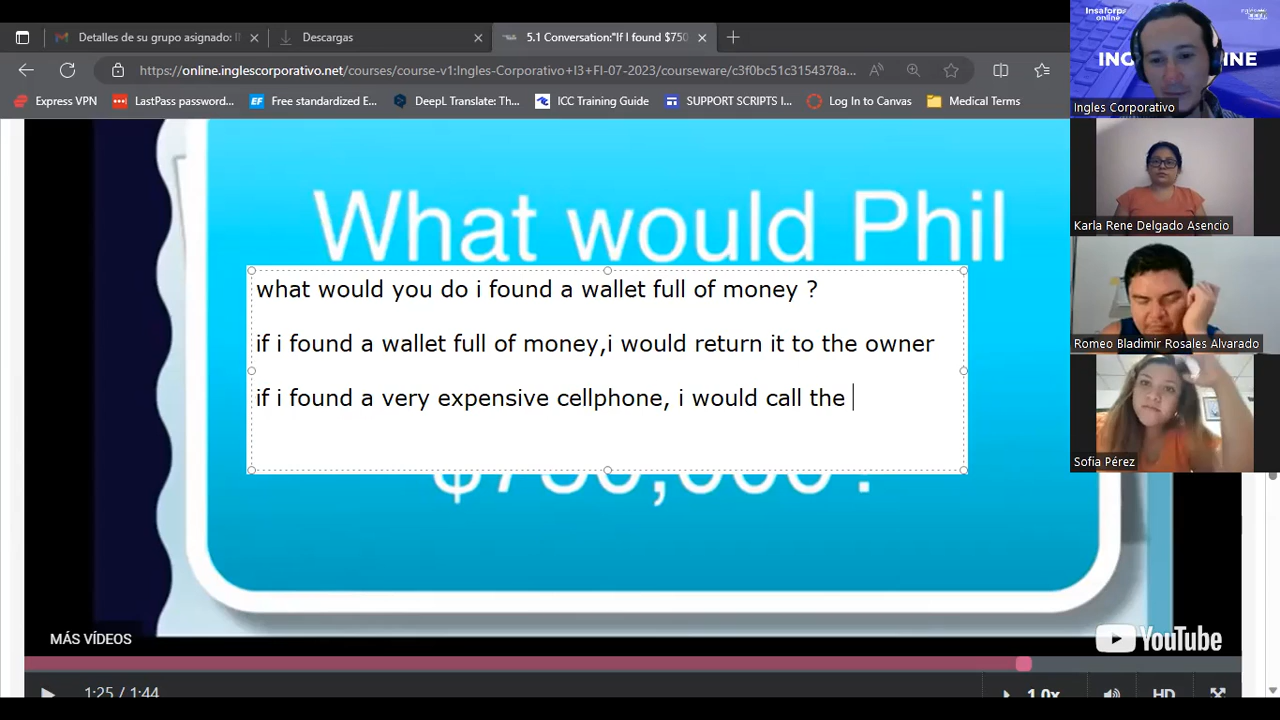 Detalles de su grupo asignado: I
Descargas
5.1 Conversation:"If I found $750
https://online.inglescorporativo.net/courses/course-v1:Ingles-Corporativo+I3+FI-07-2023/courseware/c3f0bc51c3154378a...
Express VPN
LastPass password...
Free standardized E...
DeepL Translate: Th...
ICC Training Guide
SUPPORT SCRIPTS I...
Log In to Canvas
Medical Terms
What would Phil
what would you do i found a wallet full of money ?
if i found a wallet full of money,i would return it to the owner
if i found a very expensive cellphone, i would call the
MÁS VÍDEOS
YouTube
1:25 / 1:44
1.0x
HD
Insaforp
online
ING
INE
Ingles Corporativo
Karla Rene Delgado Asencio
Romeo Bladimir Rosales Alvarado
Sofia Pérez